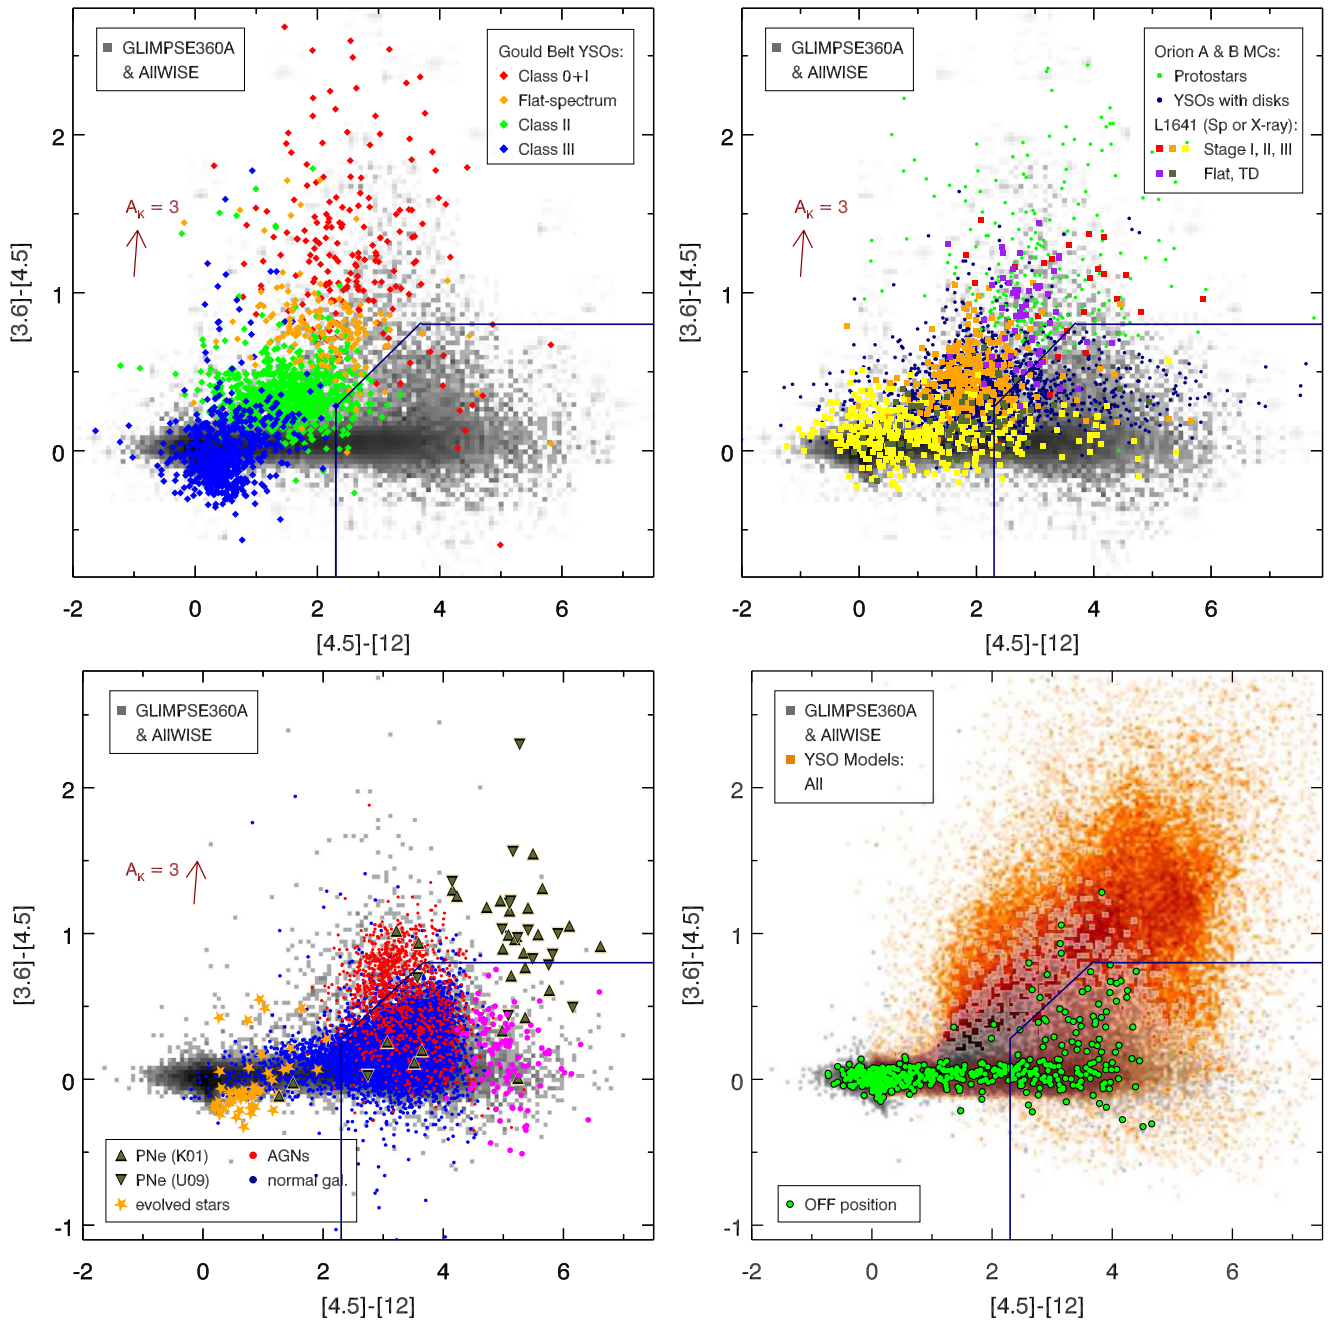 GLIMPSE360A
& AllWISE
Gould Belt YSOs:
Class 0+I
Flat-spectrum
Class II
Class III
A_K = 3
2
1
0
[3.6]-[4.5]
-2 0 2 4 6
[4.5]-[12]
GLIMPSE360A
& AllWISE
Orion A & B MCs:
Protostars
YSOs with disks
L1641 (Sp or X-ray):
Stage I, II, III
Flat, TD
A_K = 3
2
1
0
[3.6]-[4.5]
-2 0 2 4 6
[4.5]-[12]
GLIMPSE360A
& AllWISE
A_K = 3
2
1
0
-1
[3.6]-[4.5]
PNe (K01)
PNe (U09)
evolved stars
AGNs
normal gal.
-2 0 2 4 6
[4.5]-[12]
GLIMPSE360A
& AllWISE
YSO Models:
All
2
1
0
-1
[3.6]-[4.5]
OFF position
-2 0 2 4 6
[4.5]-[12]